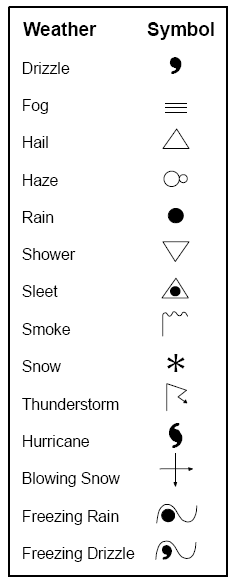 Weather Symbol
Drizzle
Fog
Hail
Haze
Rain
Shower
Sleet
Smoke
Snow
Thunderstorm
Hurricane
Blowing Snow
Freezing Rain
Freezing Drizzle